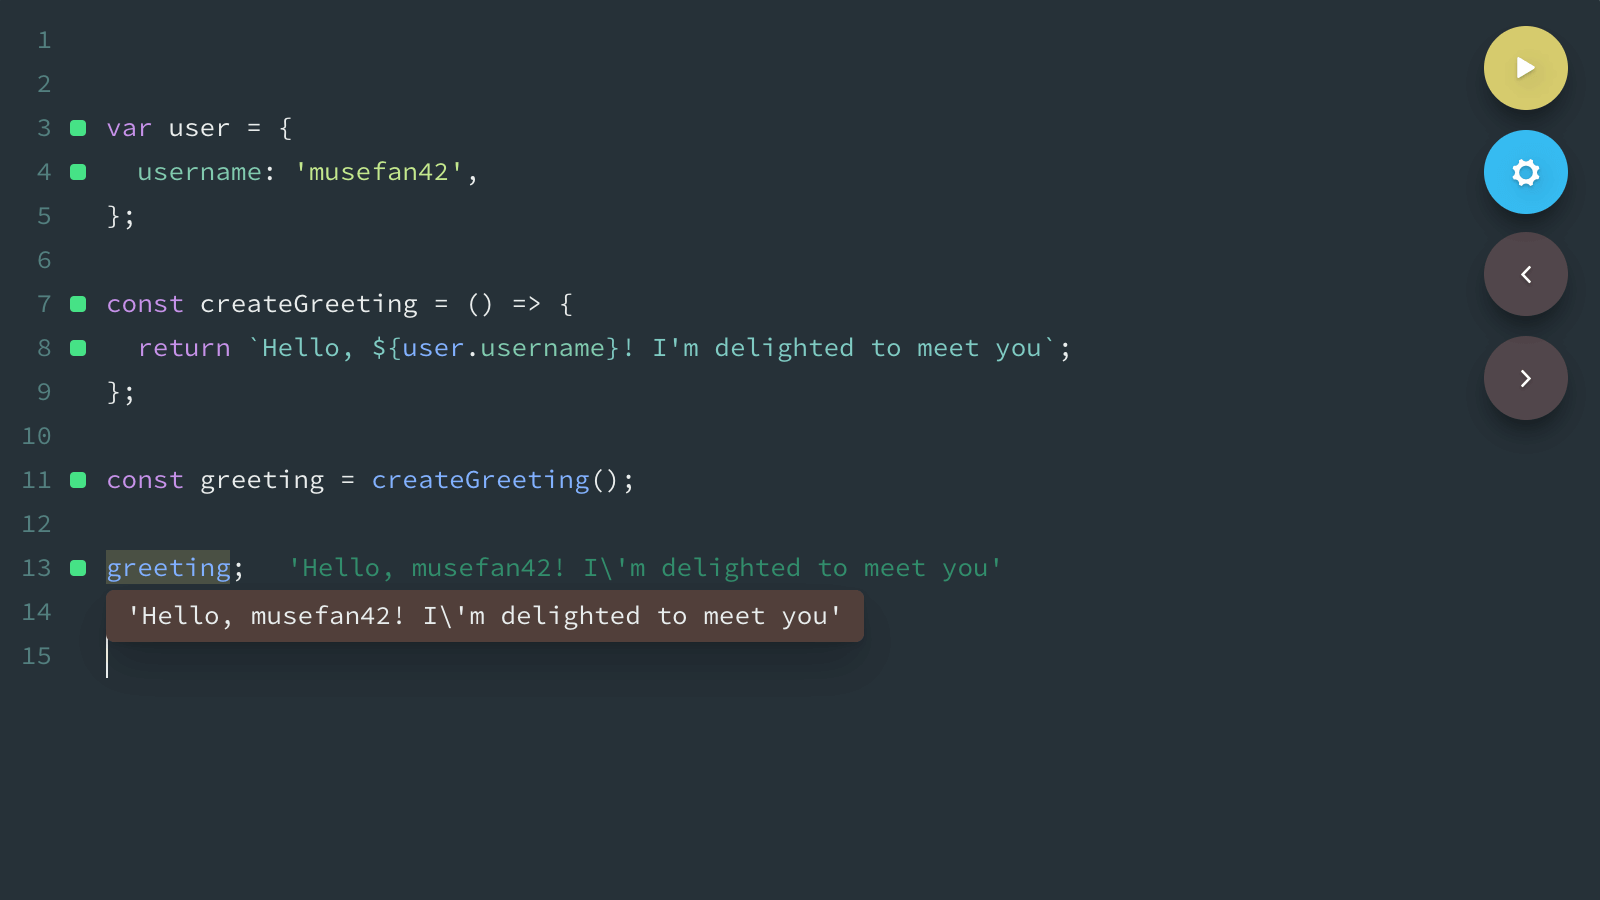 1
2
3 var user = {
4 username: 'musefan42',
5 };
6
7 const createGreeting = () => {
8 return `Hello, ${user.username}! I'm delighted to meet you`;
9 };
10
11 const greeting = createGreeting();
12
13 greeting; 'Hello, musefan42! I\'m delighted to meet you'
14 'Hello, musefan42! I\'m delighted to meet you'
15